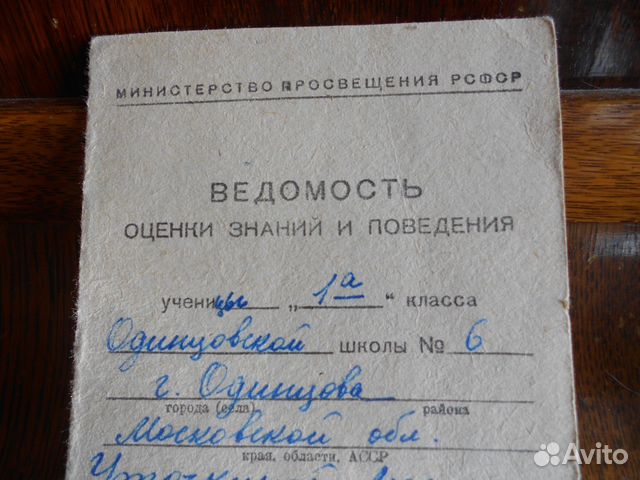 МИНИСТЕРСТВО ПРОСВЕЩЕНИЯ РСФСР
ВЕДОМОСТЬ
ОЦЕНКИ ЗНАНИЙ И ПОВЕДЕНИЯ
ученицы „ 1а “ класса
Одинцовской школы № 6
г. Одинцова
города (села) района
Московской обл.
края, области, АССР
Avito